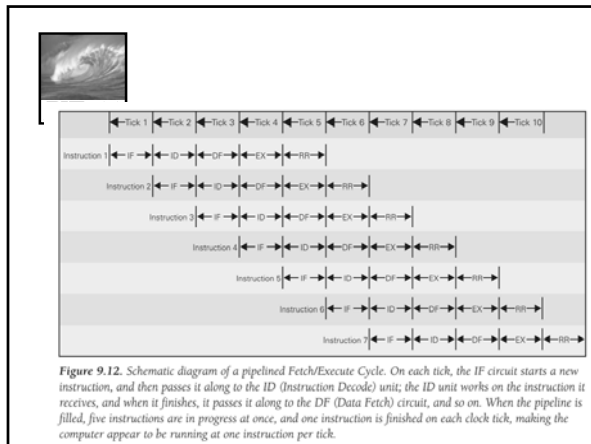 Tick 1 Tick 2 Tick 3 Tick 4 Tick 5 Tick 6 Tick 7 Tick 8 Tick 9 Tick 10
Instruction 1 IF ID DF EX RR
Instruction 2 IF ID DF EX RR
Instruction 3 IF ID DF EX RR
Instruction 4 IF ID DF EX RR
Instruction 5 IF ID DF EX RR
Instruction 6 IF ID DF EX RR
Instruction 7 IF ID DF EX RR
Figure 9.12. Schematic diagram of a pipelined Fetch/Execute Cycle. On each tick, the IF circuit starts a new
instruction, and then passes it along to the ID (Instruction Decode) unit; the ID unit works on the instruction it
receives, and when it finishes, it passes it along to the DF (Data Fetch) circuit, and so on. When the pipeline is
filled, five instructions are in progress at once, and one instruction is finished on each clock tick, making the
computer appear to be running at one instruction per tick.